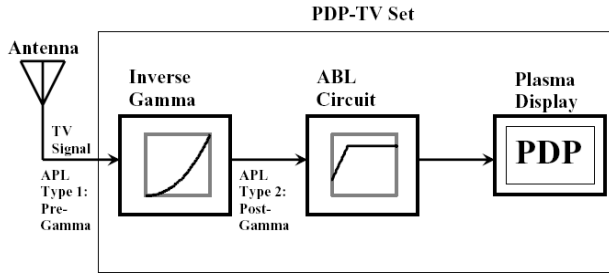 PDP-TV Set
Antenna
Inverse
Gamma
ABL
Circuit
Plasma
Display
TV
Signal
APL
Type 1:
Pre-
Gamma
APL
Type 2:
Post-
Gamma
PDP